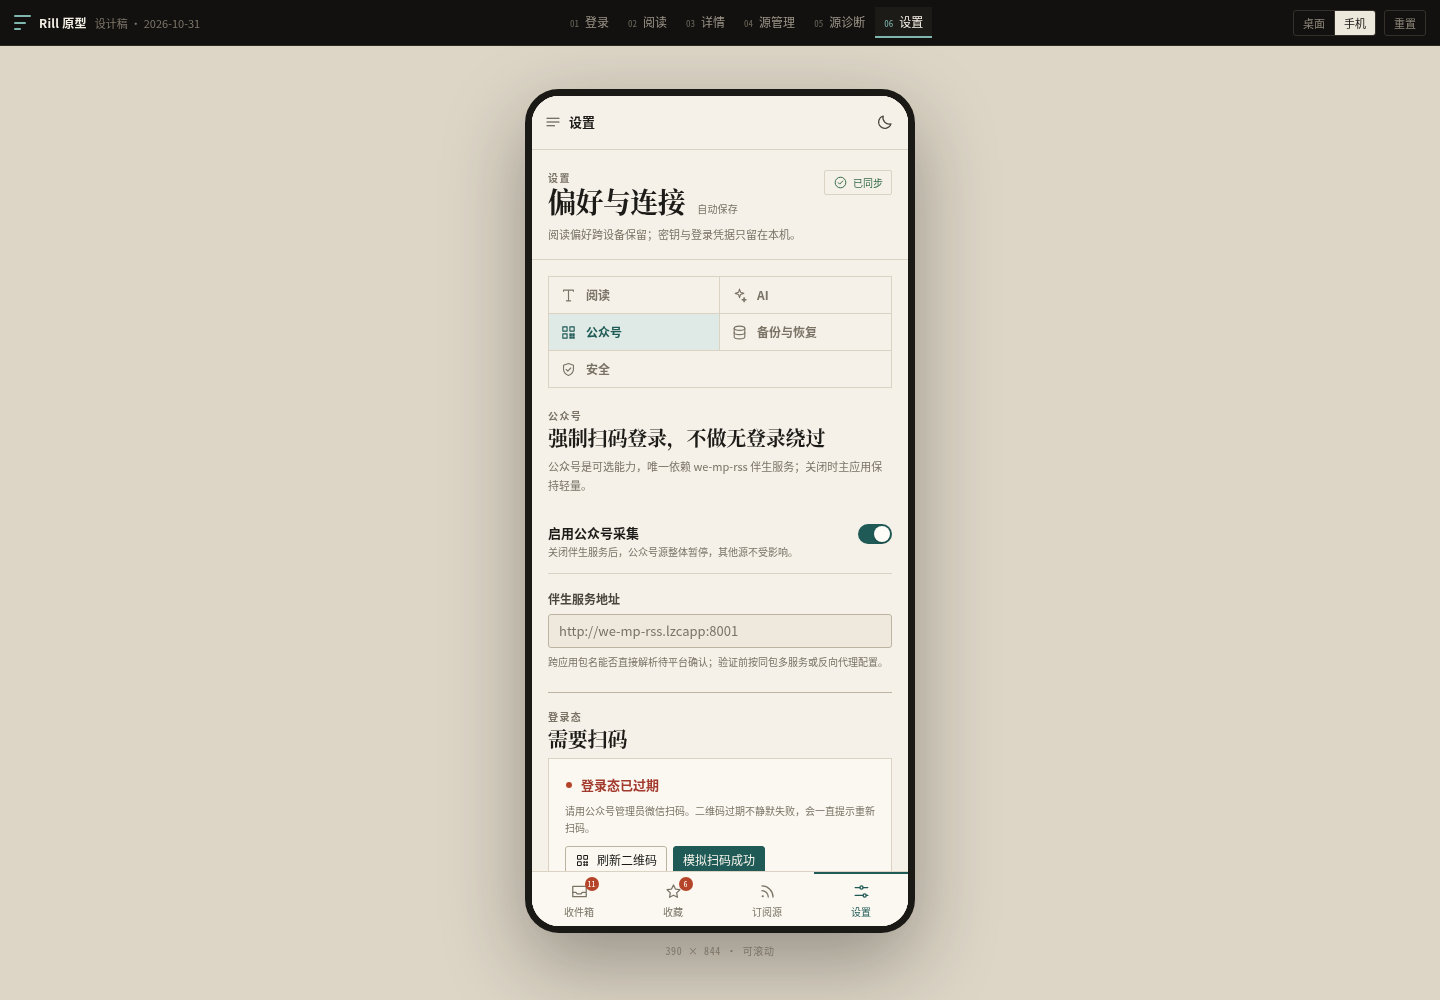 Rill 原型 设计稿 · 2026-10-31
01 登录 02 阅读 03 详情 04 源管理 05 源诊断 06 设置
桌面 手机 重置
设置
设置
偏好与连接 自动保存
已同步
阅读偏好跨设备保留；密钥与登录凭据只留在本机。
阅读 AI
公众号 备份与恢复
安全
公众号
强制扫码登录，不做无登录绕过
公众号是可选能力，唯一依赖 we-mp-rss 伴生服务；关闭时主应用保
持轻量。
启用公众号采集
关闭伴生服务后，公众号源整体暂停，其他源不受影响。
伴生服务地址
http://we-mp-rss.lzcapp:8001
跨应用包名能否直接解析待平台确认；验证前按同包多服务或反向代理配置。
登录态
需要扫码
登录态已过期
请用公众号管理员微信扫码。二维码过期不静默失败，会一直提示重新
扫码。
刷新二维码 模拟扫码成功
11 6
收件箱 收藏 订阅源 设置
390 × 844 · 可滚动